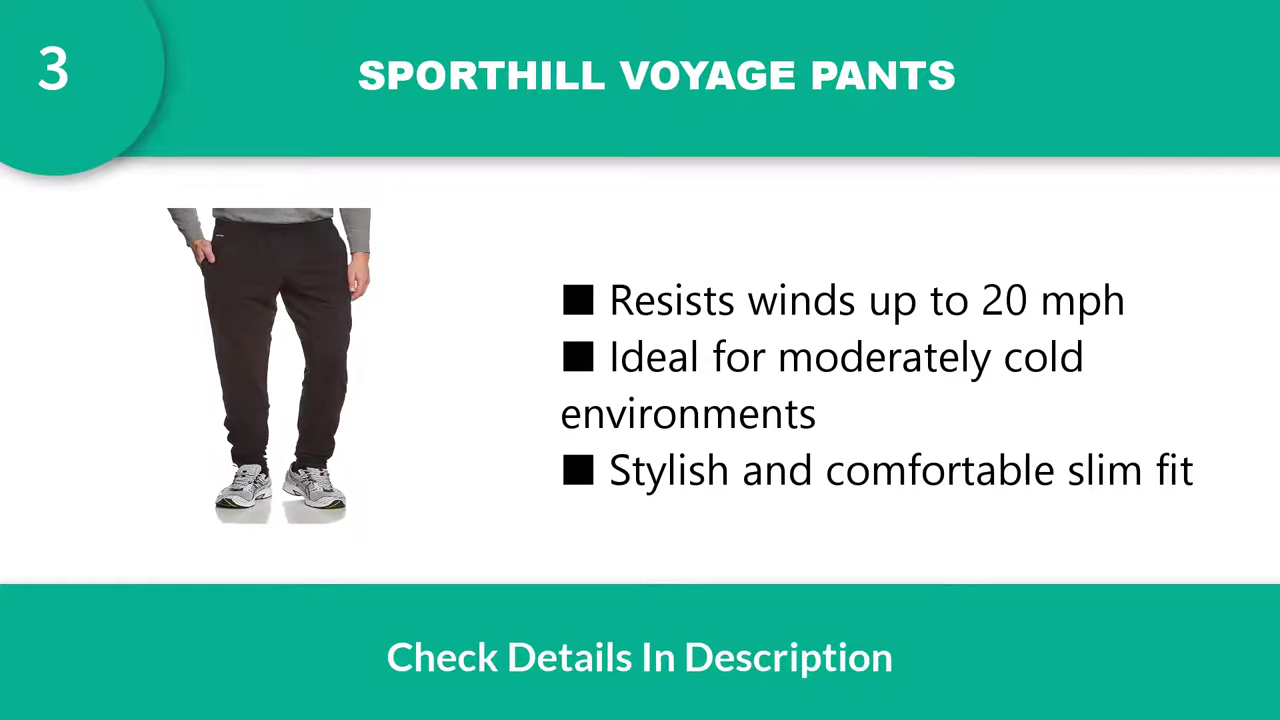 3
SPORTHILL VOYAGE PANTS
■ Resists winds up to 20 mph
■ Ideal for moderately cold
environments
■ Stylish and comfortable slim fit
Check Details In Description